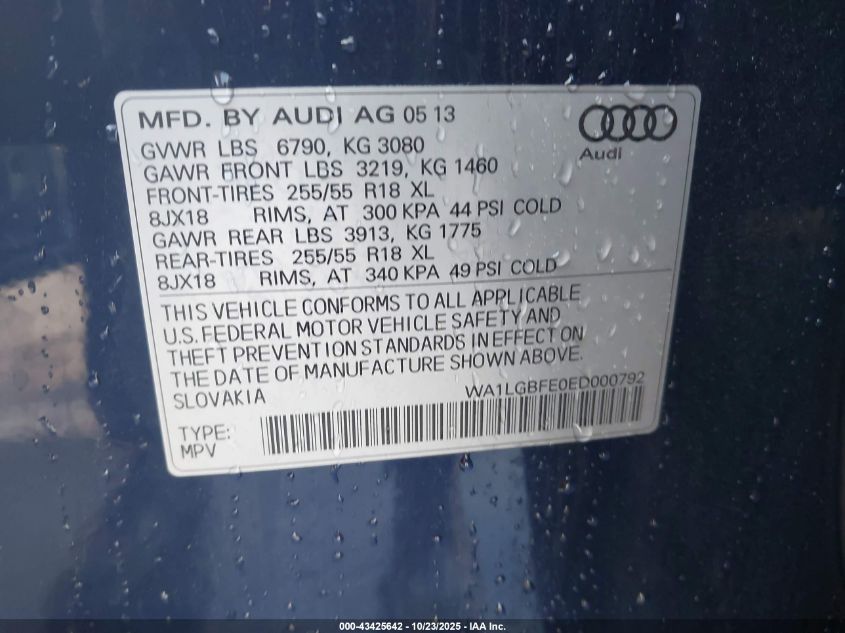 MFD. BY AUDI AG 05 13
Audi
GVWR LBS 6790, KG 3080
GAWR FRONT LBS 3219, KG 1460
FRONT-TIRES 255/55 R18 XL
8JX18 RIMS, AT 300 KPA 44 PSI COLD
GAWR REAR LBS 3913, KG 1775
REAR-TIRES 255/55 R18 XL
8JX18 RIMS, AT 340 KPA 49 PSI COLD
THIS VEHICLE CONFORMS TO ALL APPLICABLE
U.S. FEDERAL MOTOR VEHICLE SAFETY AND
THEFT PREVENTION STANDARDS IN EFFECT ON
THE DATE OF MANUFACTURE SHOWN ABOVE.
SLOVAKIA WA1LGBFE0ED000792
TYPE:
MPV
000-43425642 - 10/23/2025 - IAA Inc.